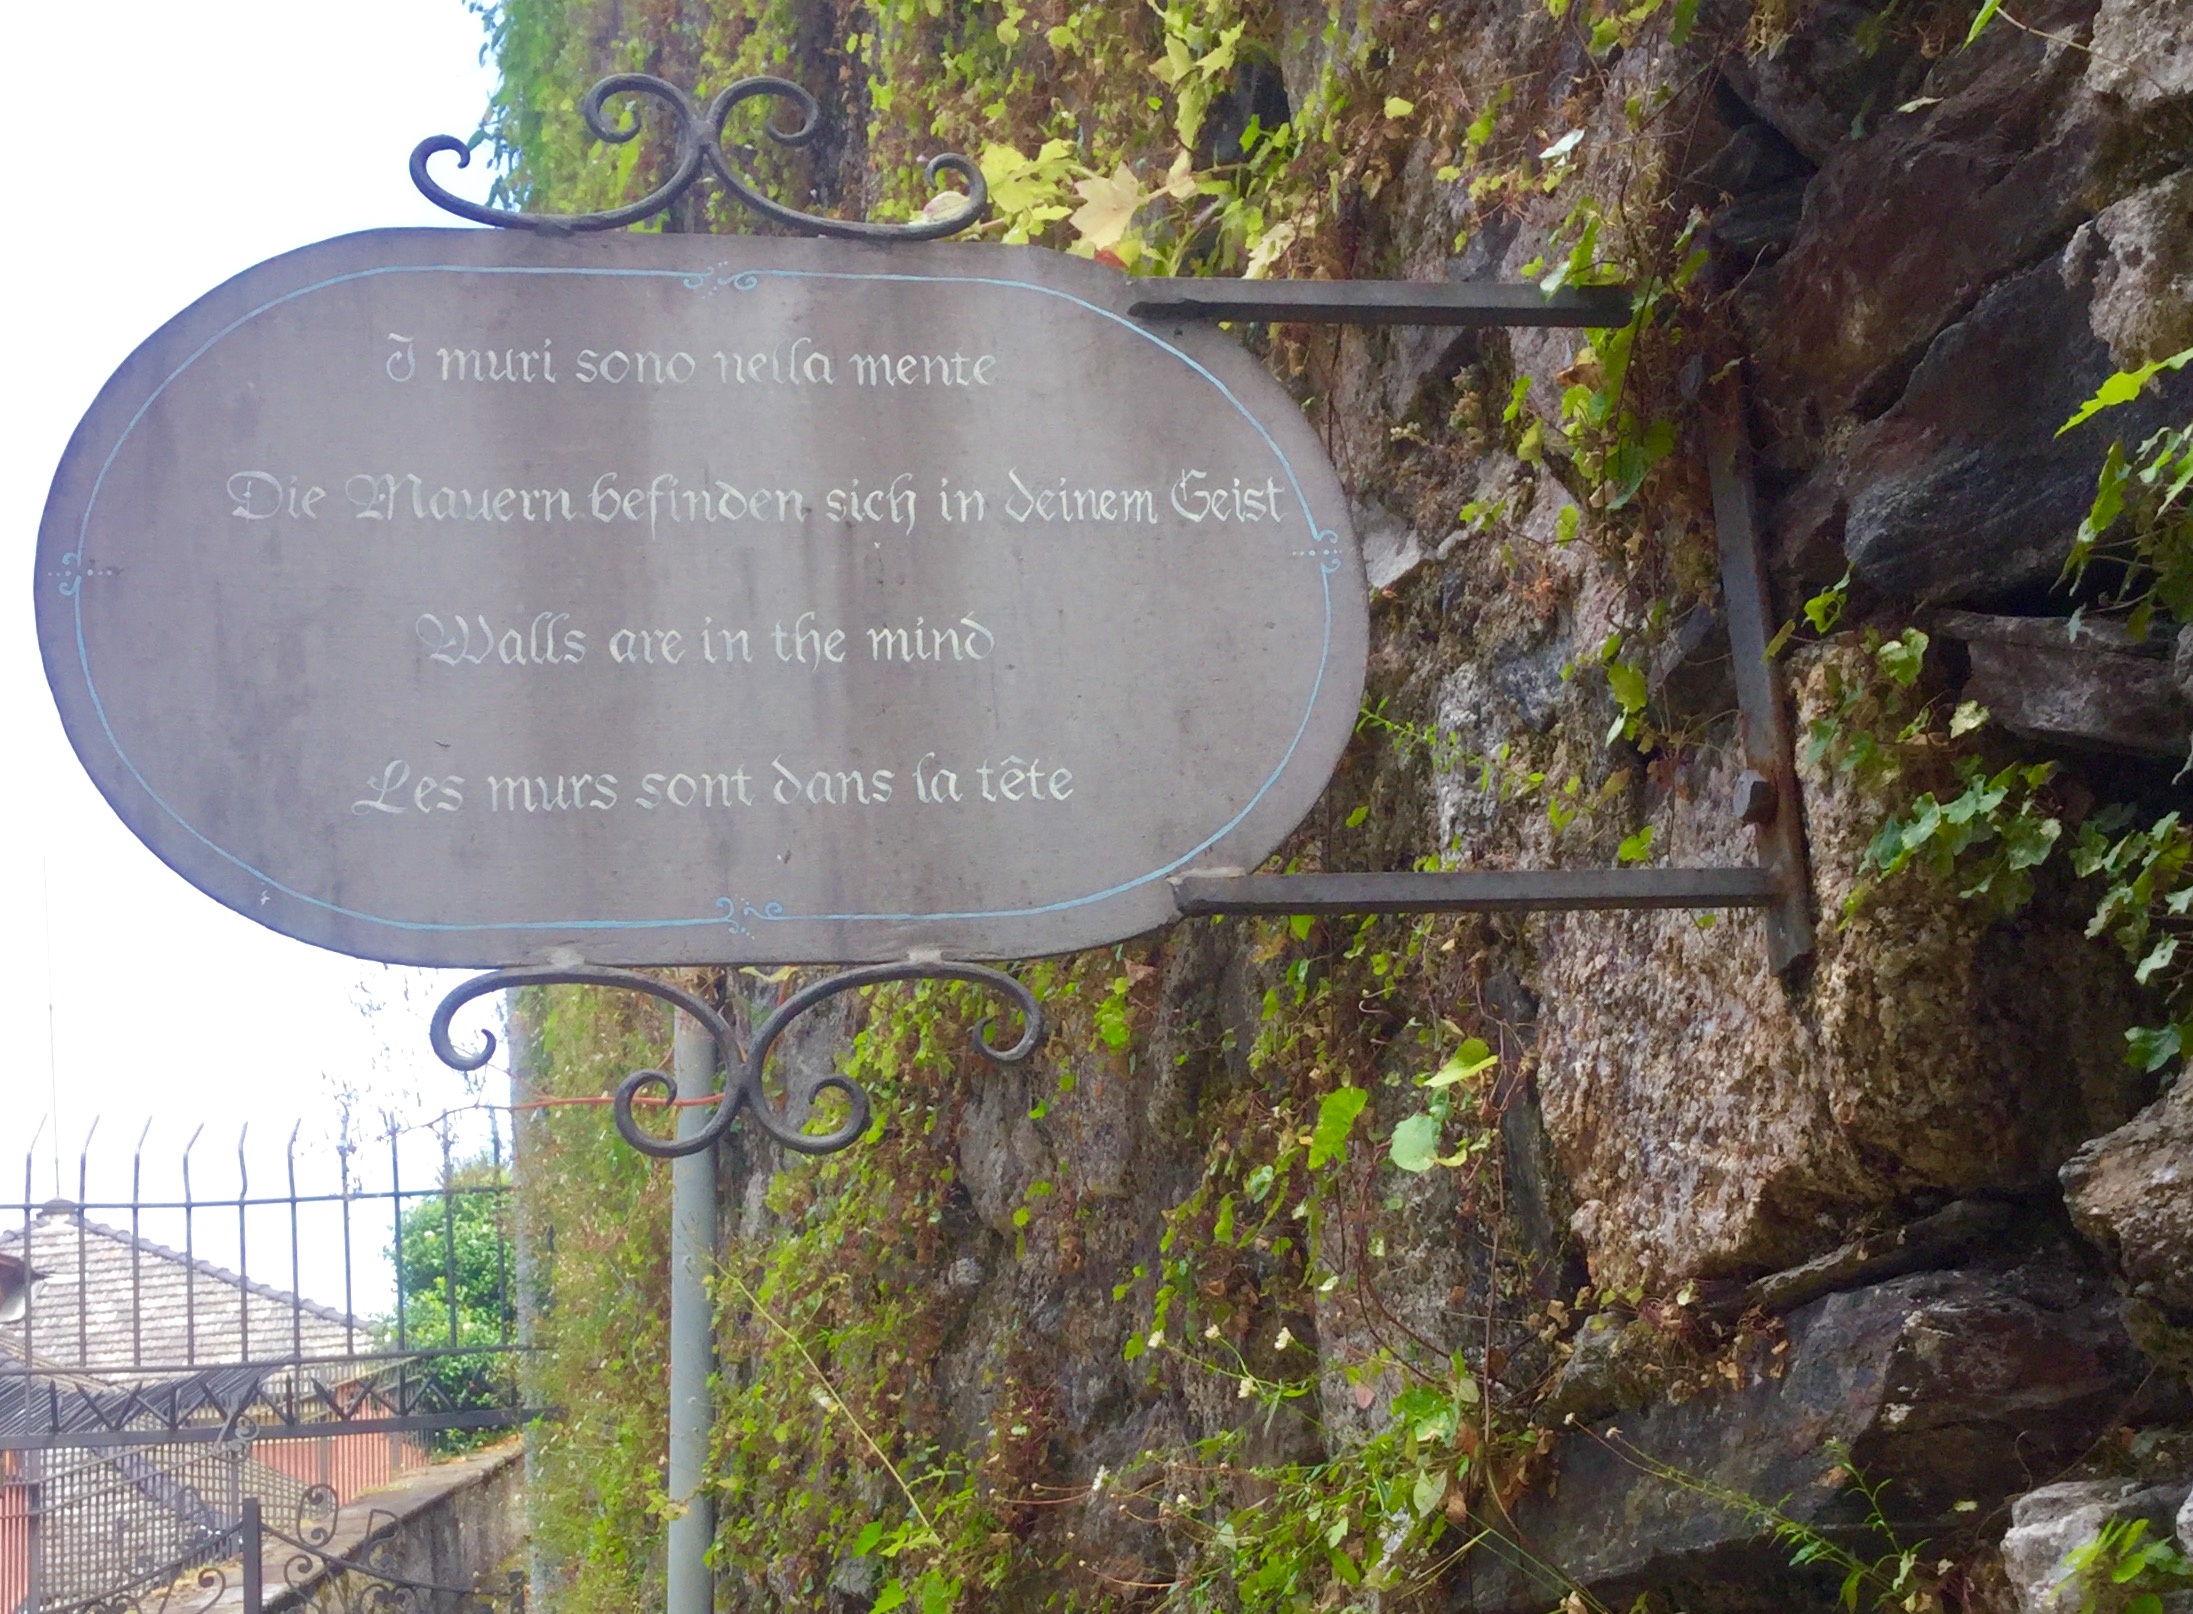 I muri sono nella mente
Die Mauern befinden sich in deinem Geist
Walls are in the mind
Les murs sont dans la tête